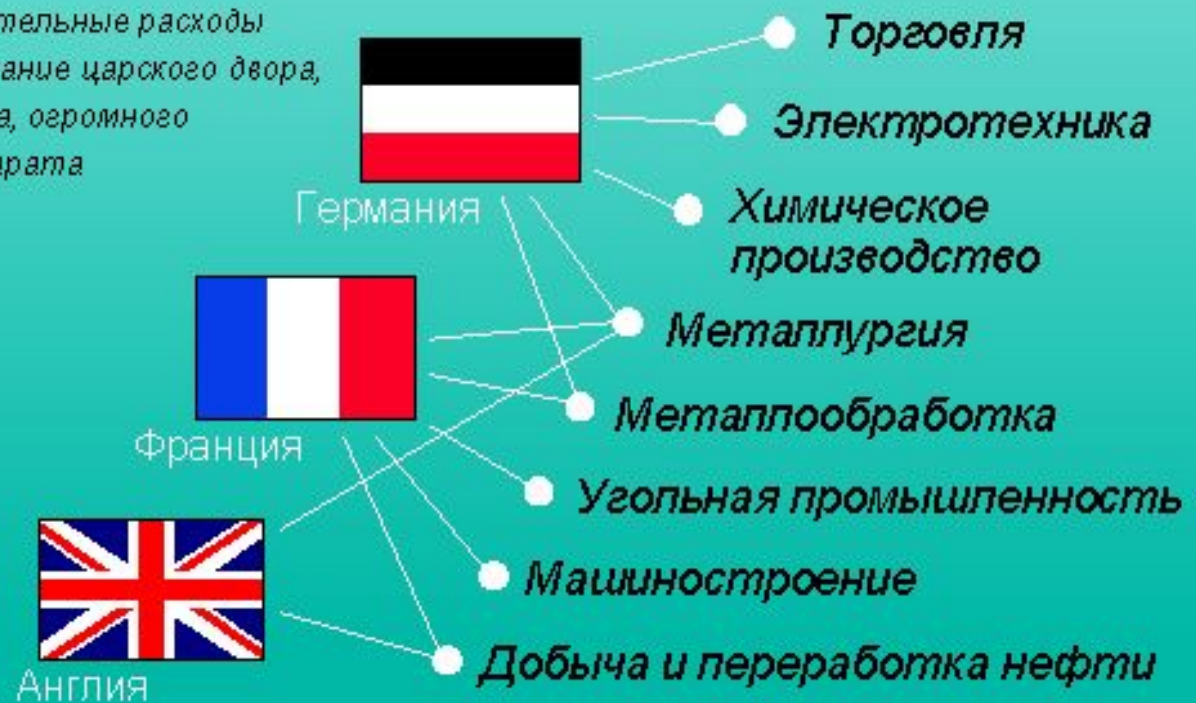 тельные расходы
ание царского двора,
а, огромного
арата
Германия
Франция
Англия
Торговля
Электротехника
Химическое
производство
Металлургия
Металлообработка
Угольная промышленность
Машиностроение
Добыча и переработка нефти